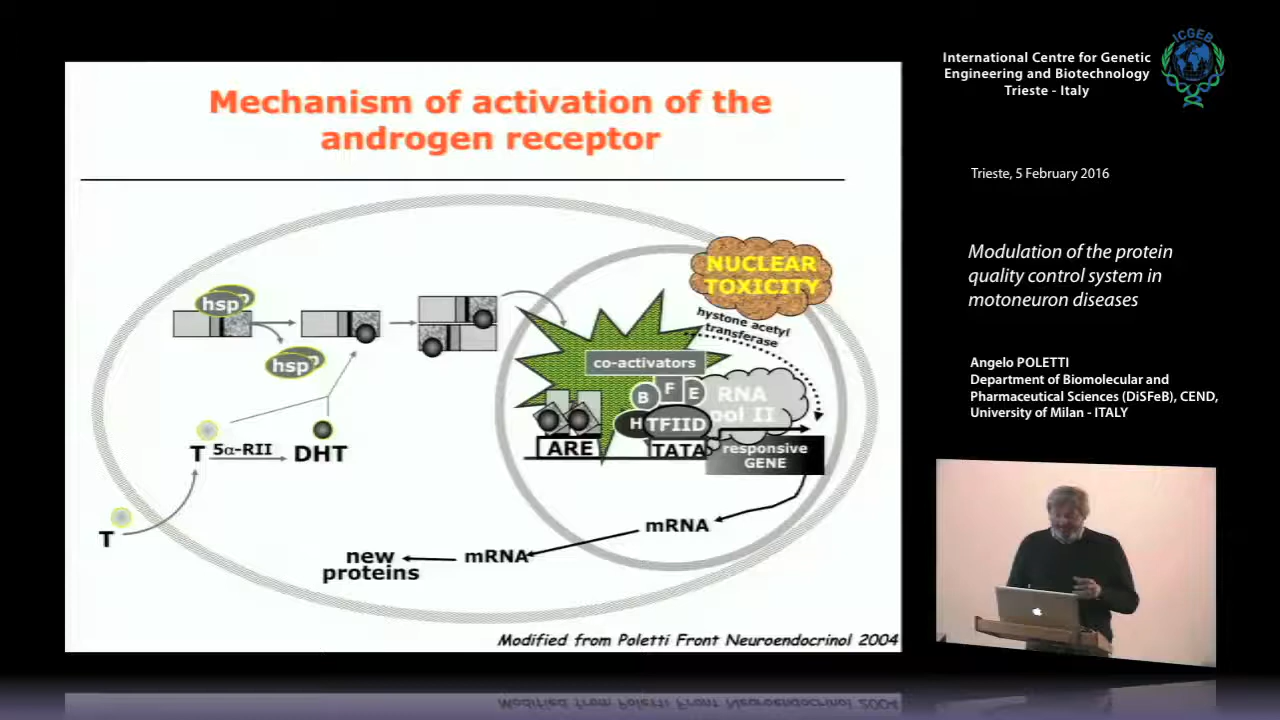 Mechanism of activation of the
androgen receptor
NUCLEAR
TOXICITY
hystone acetyl
transferase
hsp
hsp
co-activators
B
F
E
RNA
pol II
H
TFIID
ARE
TATA
responsive
GENE
T
5α-RII
DHT
T
mRNA
mRNA
new
proteins
Modified from Poletti Front Neuroendocrinol 2004
International Centre for Genetic
Engineering and Biotechnology
Trieste - Italy
ICGEB
Trieste, 5 February 2016
Modulation of the protein
quality control system in
motoneuron diseases
Angelo POLETTI
Department of Biomolecular and
Pharmaceutical Sciences (DiSFeB), CEND,
University of Milan - ITALY